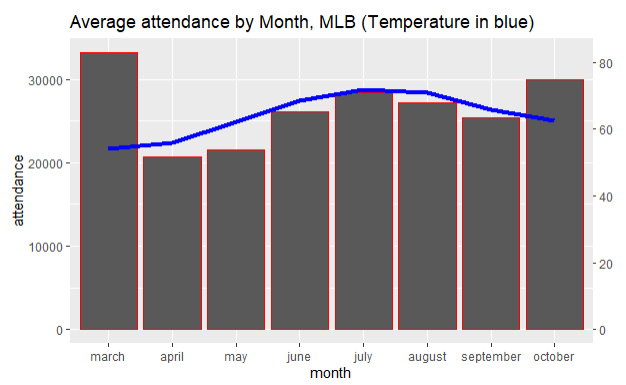 Average attendance by Month, MLB (Temperature in blue)
attendance
30000
20000
10000
0
80
60
40
20
0
march april may june july august september october
month